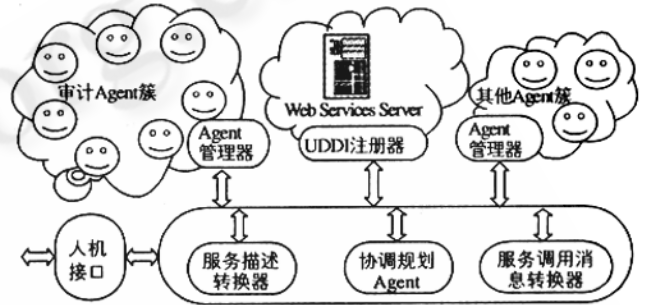 审计Agent簇
Web Services Server
其他Agent簇
Agent
管理器
UDDI注册器
Agent
管理器
人机
接口
服务描述
转换器
协调规划
Agent
服务调用消
息转换器